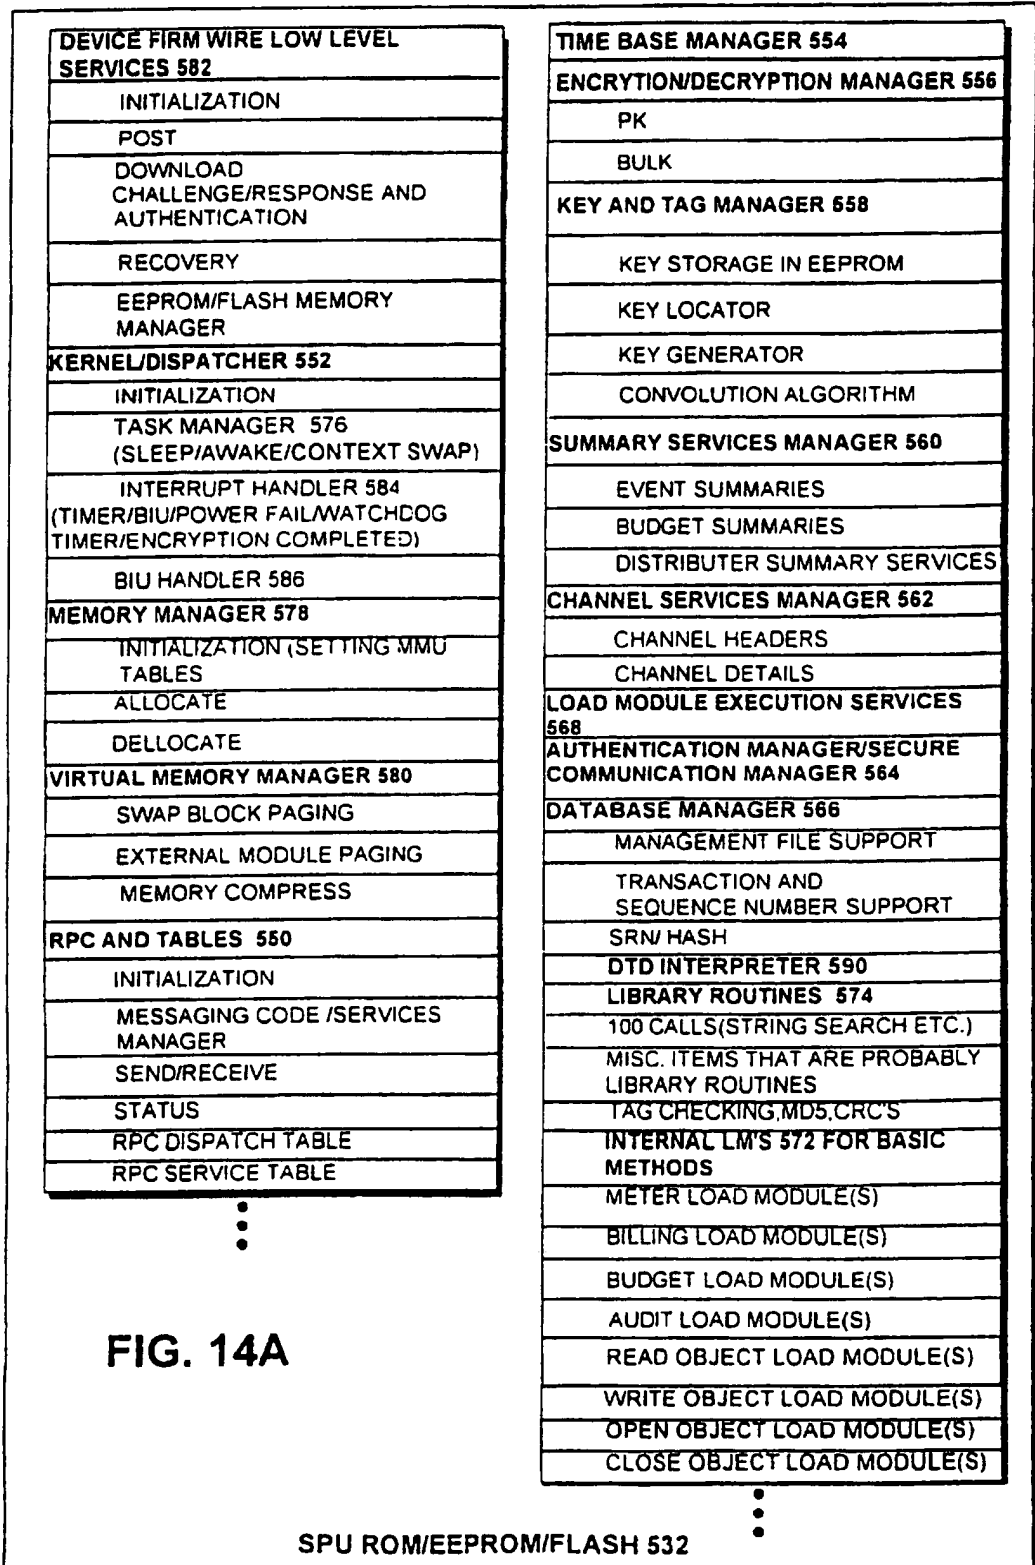 DEVICE FIRM WIRE LOW LEVEL
SERVICES 582
INITIALIZATION
POST
DOWNLOAD
CHALLENGE/RESPONSE AND
AUTHENTICATION
RECOVERY
EEPROM/FLASH MEMORY
MANAGER
KERNEL/DISPATCHER 552
INITIALIZATION
TASK MANAGER 576
(SLEEP/AWAKE/CONTEXT SWAP)
INTERRUPT HANDLER 584
(TIMER/BIU/POWER FAIL/WATCHDOG
TIMER/ENCRYPTION COMPLETED)
BIU HANDLER 586
MEMORY MANAGER 578
INITIALIZATION (SETTING MMU
TABLES
ALLOCATE
DELLOCATE
VIRTUAL MEMORY MANAGER 580
SWAP BLOCK PAGING
EXTERNAL MODULE PAGING
MEMORY COMPRESS
RPC AND TABLES 550
INITIALIZATION
MESSAGING CODE /SERVICES
MANAGER
SEND/RECEIVE
STATUS
RPC DISPATCH TABLE
RPC SERVICE TABLE
FIG. 14A
TIME BASE MANAGER 554
ENCRYTION/DECRYPTION MANAGER 556
PK
BULK
KEY AND TAG MANAGER 558
KEY STORAGE IN EEPROM
KEY LOCATOR
KEY GENERATOR
CONVOLUTION ALGORITHM
SUMMARY SERVICES MANAGER 560
EVENT SUMMARIES
BUDGET SUMMARIES
DISTRIBUTER SUMMARY SERVICES
CHANNEL SERVICES MANAGER 562
CHANNEL HEADERS
CHANNEL DETAILS
LOAD MODULE EXECUTION SERVICES
568
AUTHENTICATION MANAGER/SECURE
COMMUNICATION MANAGER 564
DATABASE MANAGER 566
MANAGEMENT FILE SUPPORT
TRANSACTION AND
SEQUENCE NUMBER SUPPORT
SRN/ HASH
DTD INTERPRETER 590
LIBRARY ROUTINES 574
100 CALLS(STRING SEARCH ETC.)
MISC. ITEMS THAT ARE PROBABLY
LIBRARY ROUTINES
TAG CHECKING,MD5,CRC'S
INTERNAL LM'S 572 FOR BASIC
METHODS
METER LOAD MODULE(S)
BILLING LOAD MODULE(S)
BUDGET LOAD MODULE(S)
AUDIT LOAD MODULE(S)
READ OBJECT LOAD MODULE(S)
WRITE OBJECT LOAD MODULE(S)
OPEN OBJECT LOAD MODULE(S)
CLOSE OBJECT LOAD MODULE(S)
SPU ROM/EEPROM/FLASH 532